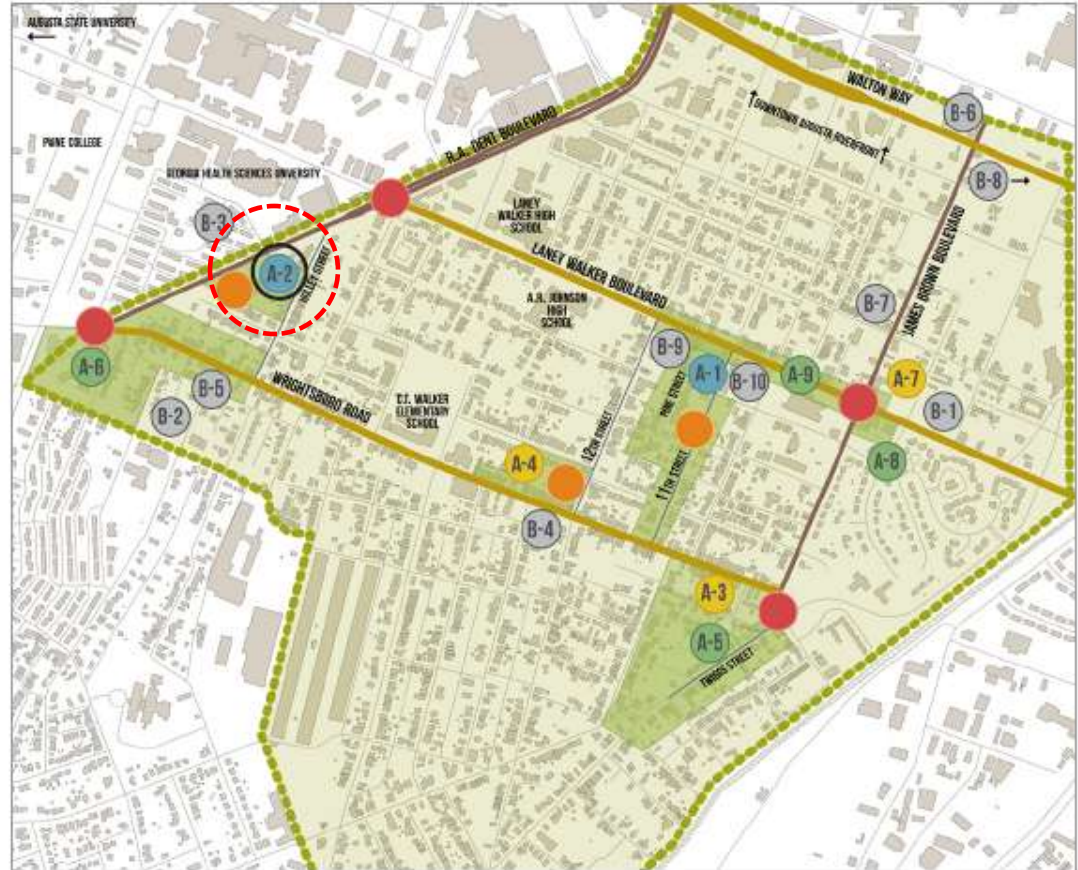 AUGUSTA STATE UNIVERSITY
WALTON WAY
B-6
DOWNTOWN AUGUSTA RIVERFRONT
R.A. DENT BOULEVARD
PAINE COLLEGE
GEORGIA HEALTH SCIENCES UNIVERSITY
B-8
LANEY
WALKER HIGH
SCHOOL
B-3
JAMES BROWN BOULEVARD
LANEY WALKER BOULEVARD
A-2
HOLLEY STREET
A.R. JOHNSON
HIGH
SCHOOL
B-7
B-9
A-1
B-10
A-9
A-7
B-1
A-6
B-5
B-2
WRIGHTSBORO ROAD
C.T. WALKER
ELEMENTARY
SCHOOL
PINE STREET
12TH STREET
A-4
11TH STREET
A-8
B-4
A-3
A-5
TWIGGS STREET